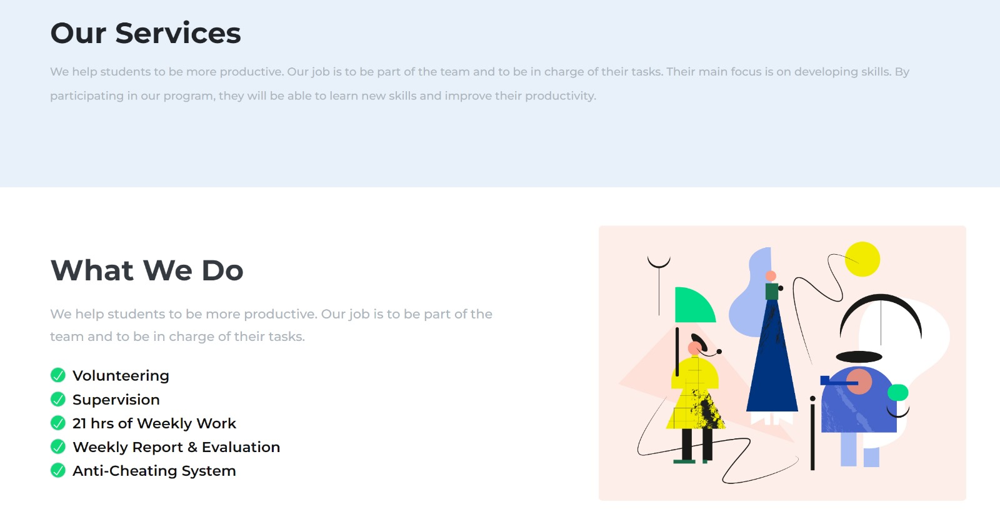 Our Services
We help students to be more productive. Our job is to be part of the team and to be in charge of their tasks. Their main focus is on developing skills. By
participating in our program, they will be able to learn new skills and improve their productivity.
What We Do
We help students to be more productive. Our job is to be part of the
team and to be in charge of their tasks.
Volunteering
Supervision
21 hrs of Weekly Work
Weekly Report & Evaluation
Anti-Cheating System